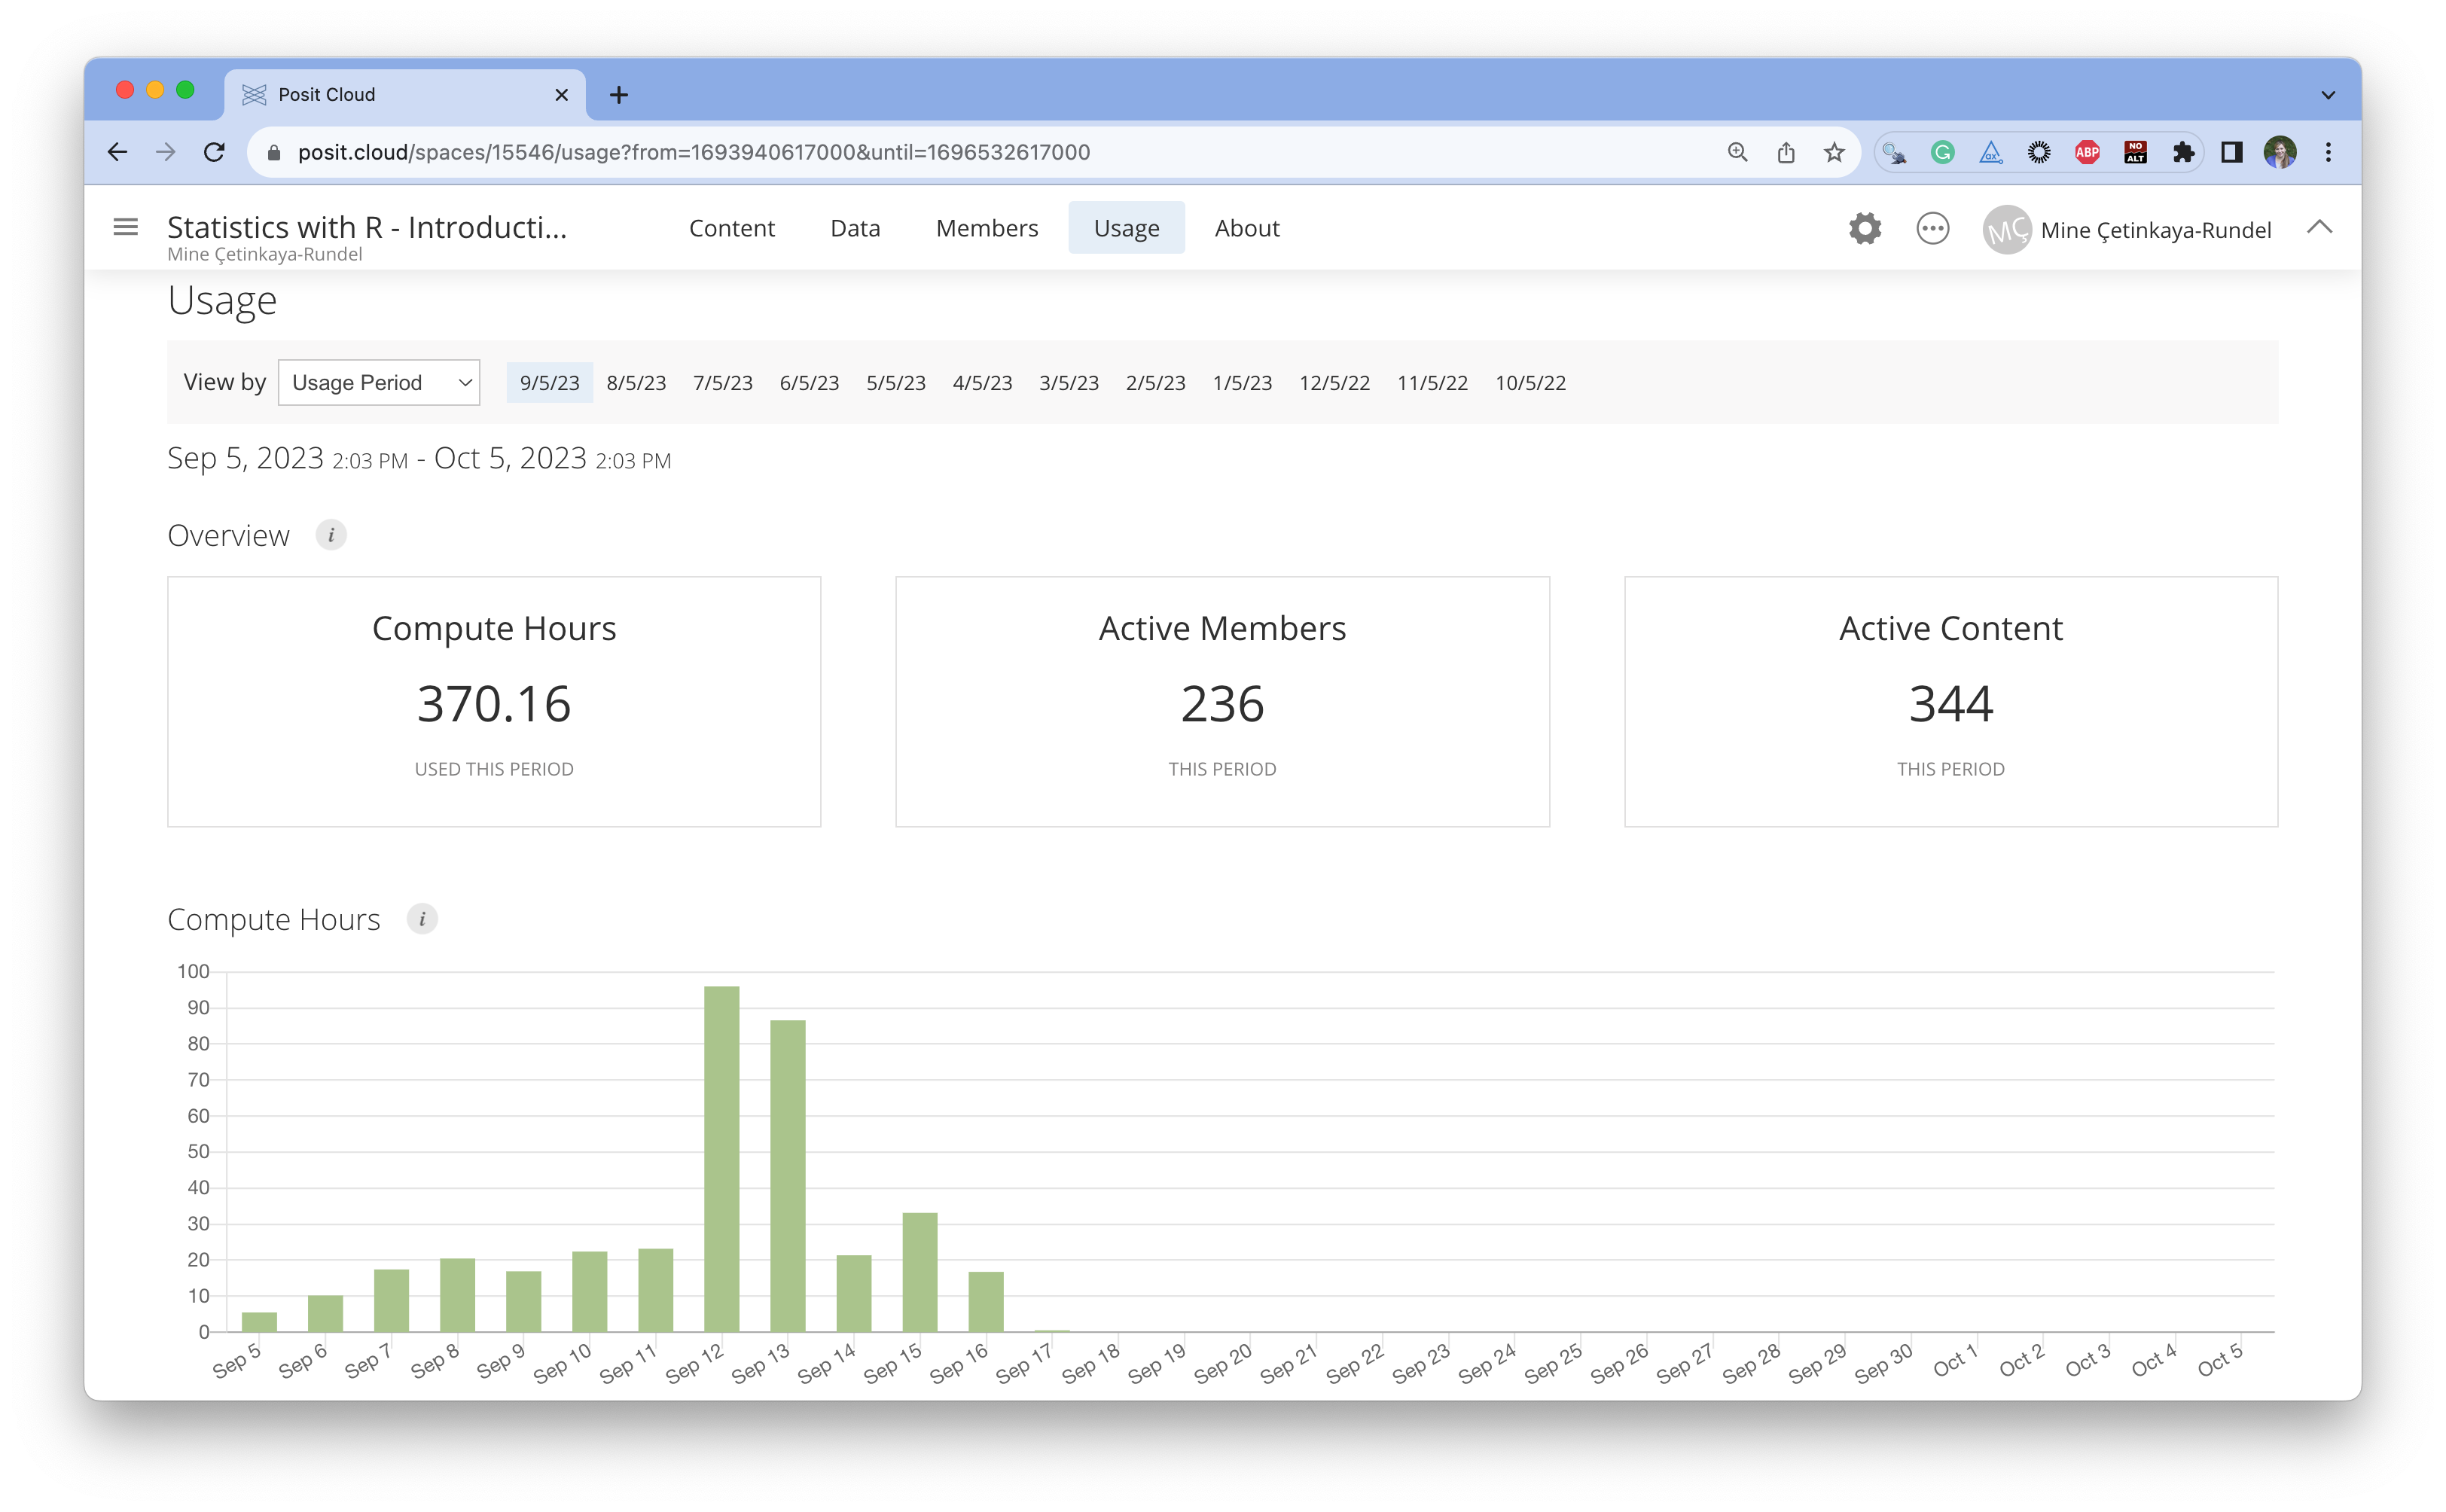 Posit Cloud
posit.cloud/spaces/15546/usage?from=1693940617000&until=1696532617000
ABP
NO
ALT
Statistics with R - Introducti...
Mine Çetinkaya-Rundel
Content Data Members Usage About
MÇ Mine Çetinkaya-Rundel
Usage
View by Usage Period 9/5/23 8/5/23 7/5/23 6/5/23 5/5/23 4/5/23 3/5/23 2/5/23 1/5/23 12/5/22 11/5/22 10/5/22
Sep 5, 2023 2:03 PM - Oct 5, 2023 2:03 PM
Overview i
Compute Hours
370.16
USED THIS PERIOD
Active Members
236
THIS PERIOD
Active Content
344
THIS PERIOD
Compute Hours i
100
90
80
70
60
50
40
30
20
10
0
Sep 5 Sep 6 Sep 7 Sep 8 Sep 9 Sep 10 Sep 11 Sep 12 Sep 13 Sep 14 Sep 15 Sep 16 Sep 17 Sep 18 Sep 19 Sep 20 Sep 21 Sep 22 Sep 23 Sep 24 Sep 25 Sep 26 Sep 27 Sep 28 Sep 29 Sep 30 Oct 1 Oct 2 Oct 3 Oct 4 Oct 5